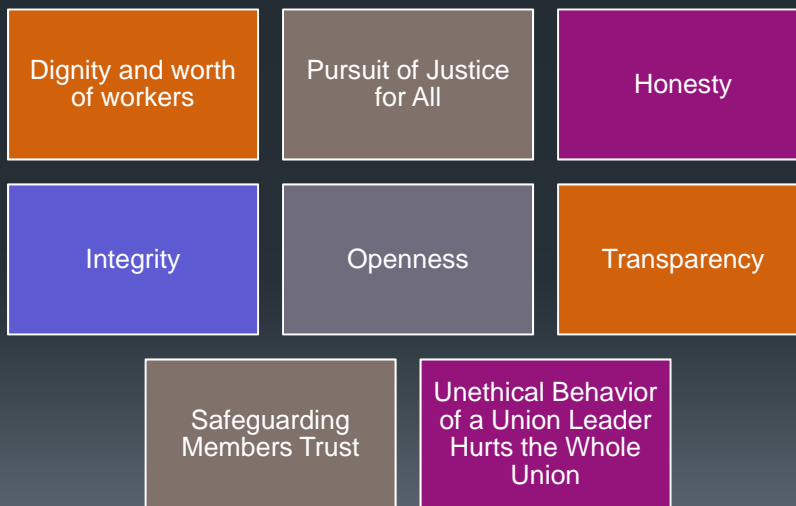 Dignity and worth
of workers
Pursuit of Justice
for All
Honesty
Integrity
Openness
Transparency
Safeguarding
Members Trust
Unethical Behavior
of a Union Leader
Hurts the Whole
Union